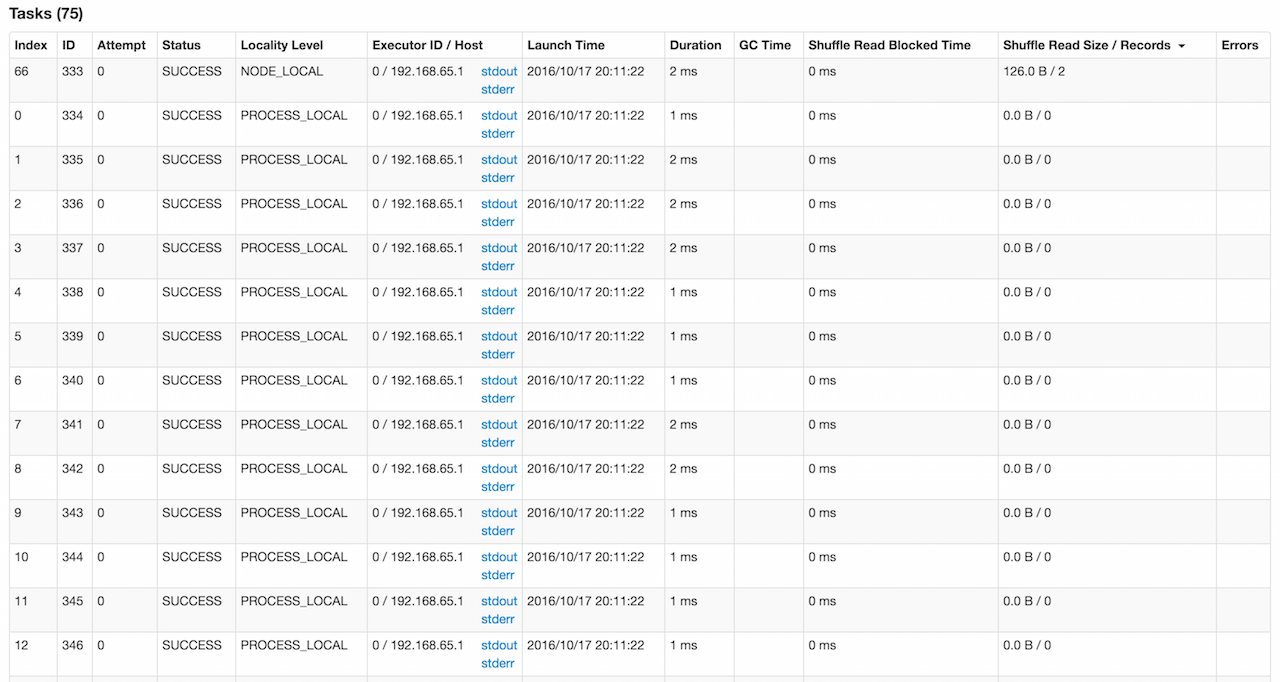 Tasks (75)
Index ID Attempt Status Locality Level Executor ID / Host Launch Time Duration GC Time Shuffle Read Blocked Time Shuffle Read Size / Records Errors
66 333 0 SUCCESS NODE_LOCAL 0 / 192.168.65.1 stdout 2016/10/17 20:11:22 2 ms 0 ms 126.0 B / 2
stderr
0 334 0 SUCCESS PROCESS_LOCAL 0 / 192.168.65.1 stdout 2016/10/17 20:11:22 1 ms 0 ms 0.0 B / 0
stderr
1 335 0 SUCCESS PROCESS_LOCAL 0 / 192.168.65.1 stdout 2016/10/17 20:11:22 2 ms 0 ms 0.0 B / 0
stderr
2 336 0 SUCCESS PROCESS_LOCAL 0 / 192.168.65.1 stdout 2016/10/17 20:11:22 2 ms 0 ms 0.0 B / 0
stderr
3 337 0 SUCCESS PROCESS_LOCAL 0 / 192.168.65.1 stdout 2016/10/17 20:11:22 2 ms 0 ms 0.0 B / 0
stderr
4 338 0 SUCCESS PROCESS_LOCAL 0 / 192.168.65.1 stdout 2016/10/17 20:11:22 1 ms 0 ms 0.0 B / 0
stderr
5 339 0 SUCCESS PROCESS_LOCAL 0 / 192.168.65.1 stdout 2016/10/17 20:11:22 1 ms 0 ms 0.0 B / 0
stderr
6 340 0 SUCCESS PROCESS_LOCAL 0 / 192.168.65.1 stdout 2016/10/17 20:11:22 1 ms 0 ms 0.0 B / 0
stderr
7 341 0 SUCCESS PROCESS_LOCAL 0 / 192.168.65.1 stdout 2016/10/17 20:11:22 2 ms 0 ms 0.0 B / 0
stderr
8 342 0 SUCCESS PROCESS_LOCAL 0 / 192.168.65.1 stdout 2016/10/17 20:11:22 2 ms 0 ms 0.0 B / 0
stderr
9 343 0 SUCCESS PROCESS_LOCAL 0 / 192.168.65.1 stdout 2016/10/17 20:11:22 1 ms 0 ms 0.0 B / 0
stderr
10 344 0 SUCCESS PROCESS_LOCAL 0 / 192.168.65.1 stdout 2016/10/17 20:11:22 1 ms 0 ms 0.0 B / 0
stderr
11 345 0 SUCCESS PROCESS_LOCAL 0 / 192.168.65.1 stdout 2016/10/17 20:11:22 1 ms 0 ms 0.0 B / 0
stderr
12 346 0 SUCCESS PROCESS_LOCAL 0 / 192.168.65.1 stdout 2016/10/17 20:11:22 1 ms 0 ms 0.0 B / 0
stderr